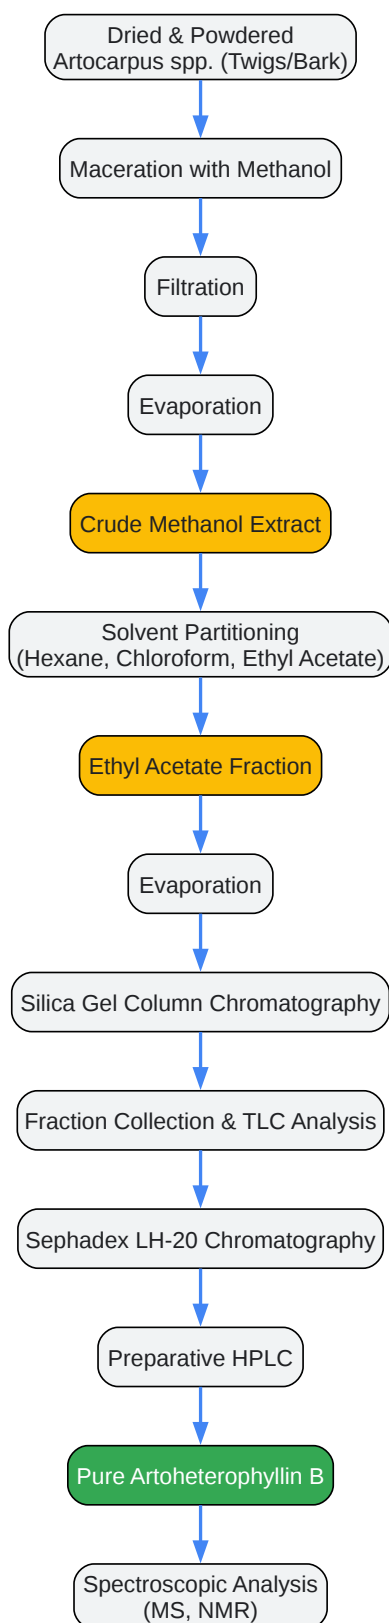 Dried & Powdered
Artocarpus spp. (Twigs/Bark)
Maceration with Methanol
Filtration
Evaporation
Crude Methanol Extract
Solvent Partitioning
(Hexane, Chloroform, Ethyl Acetate)
Ethyl Acetate Fraction
Evaporation
Silica Gel Column Chromatography
Fraction Collection & TLC Analysis
Sephadex LH-20 Chromatography
Preparative HPLC
Pure Artoheterophyllin B
Spectroscopic Analysis
(MS, NMR)